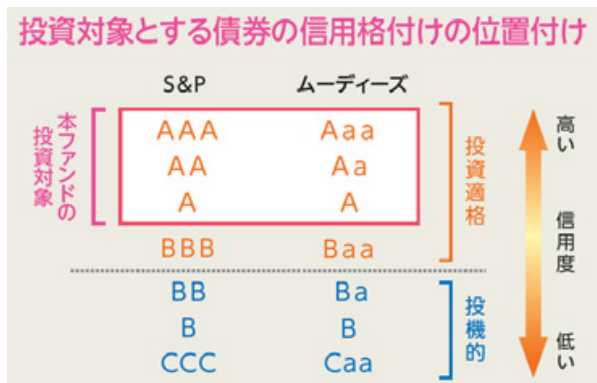 投資対象とする債券の信用格付けの位置付け
S&P ムーディーズ
本ファンドの
投資対象
AAA Aaa
AA Aa
A A
BBB Baa
投資適格
BB Ba
B B
CCC Caa
投機的
高い
信用度
低い